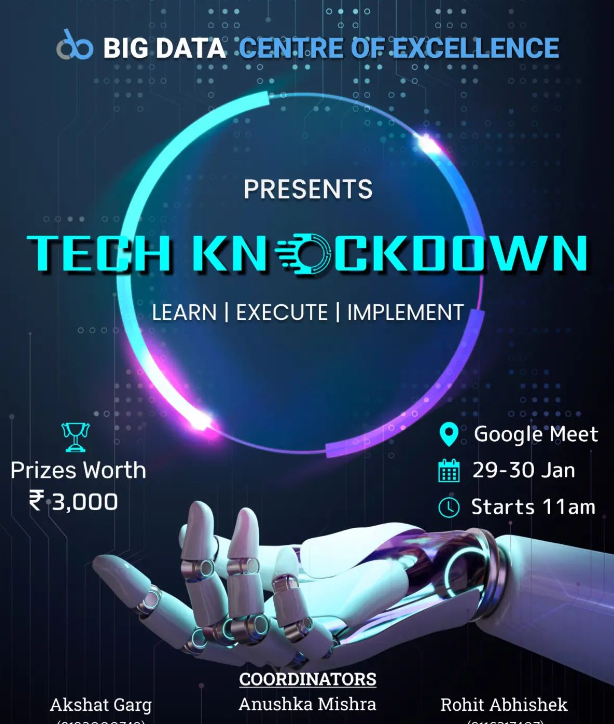 BIG DATA CENTRE OF EXCELLENCE
PRESENTS
TECH KNOCKDOWN
LEARN | EXECUTE | IMPLEMENT
Prizes Worth
₹ 3,000
Google Meet
29-30 Jan
Starts 11am
COORDINATORS
Akshat Garg
Anushka Mishra
Rohit Abhishek